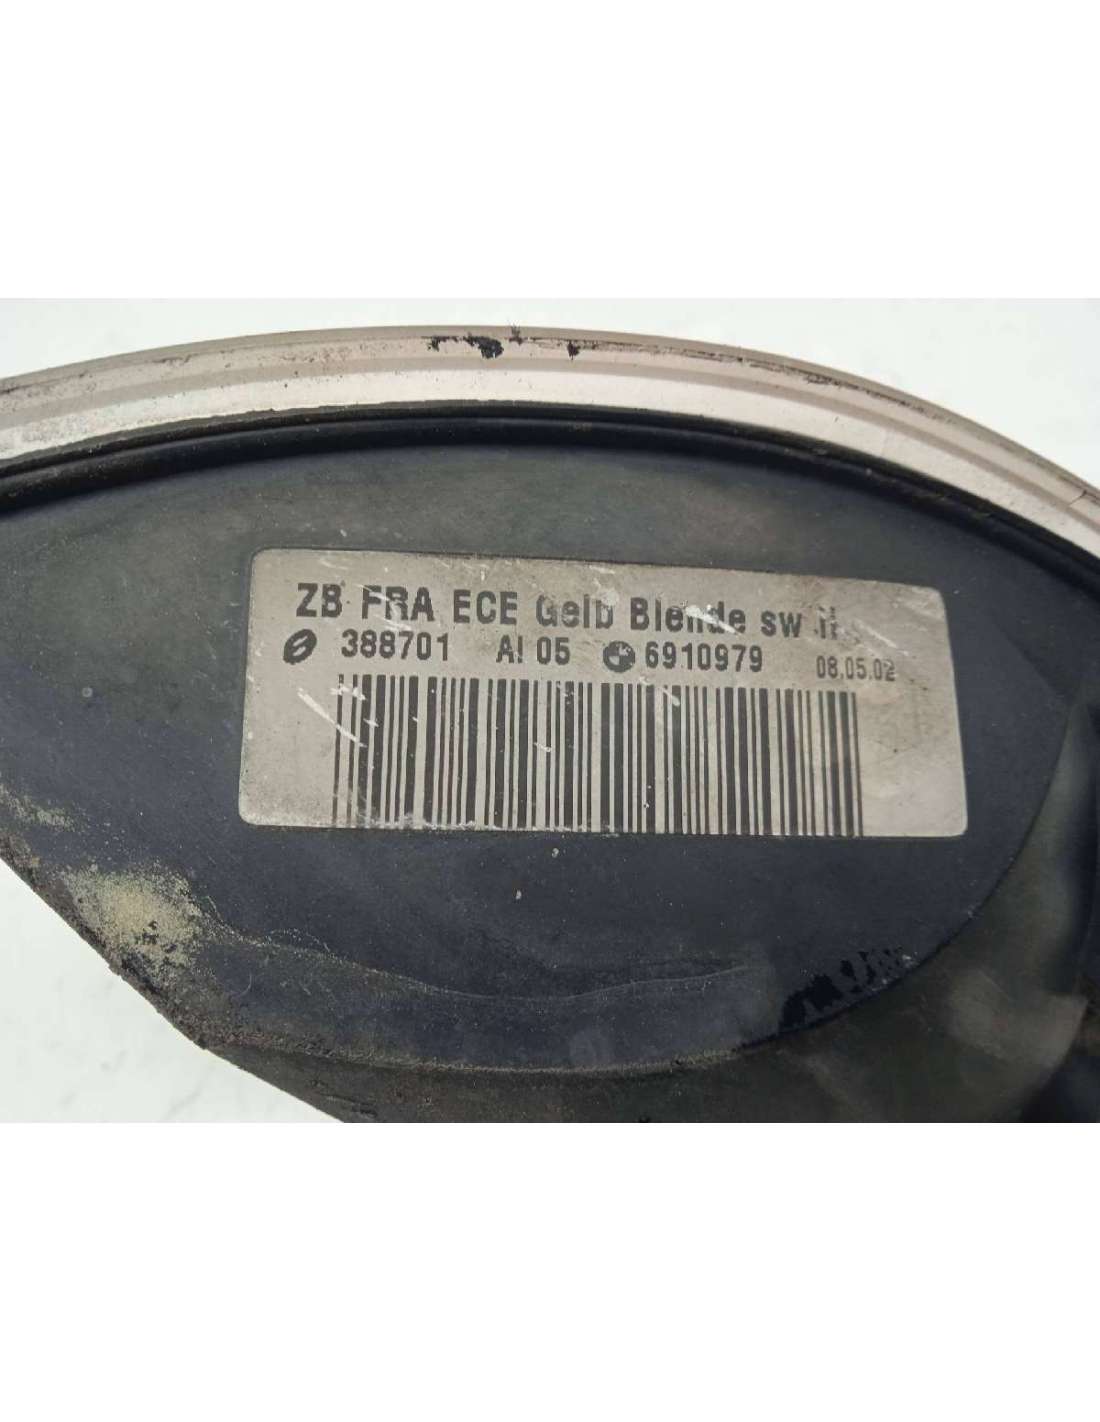 ZB FRA ECE Gelb Blende sw
388701 AI 05 6910979 08.05.02